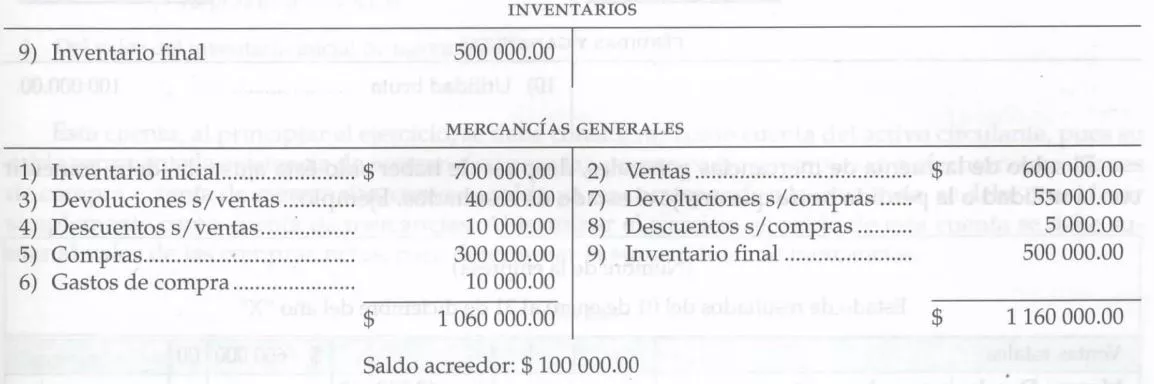 INVENTARIOS
9) Inventario final 500 000.00
MERCANCÍAS GENERALES
1) Inventario inicial.................. $ 700 000.00 2) Ventas................................. $ 600 000.00
3) Devoluciones s/ventas........... 40 000.00 7) Devoluciones s/compras...... 55 000.00
4) Descuentos s/ventas............... 10 000.00 8) Descuentos s/compras......... 5 000.00
5) Compras................................ 300 000.00 9) Inventario final................... 500 000.00
6) Gastos de compra..................... 10 000.00
$ 1 060 000.00 $ 1 160 000.00
Saldo acreedor: $ 100 000.00